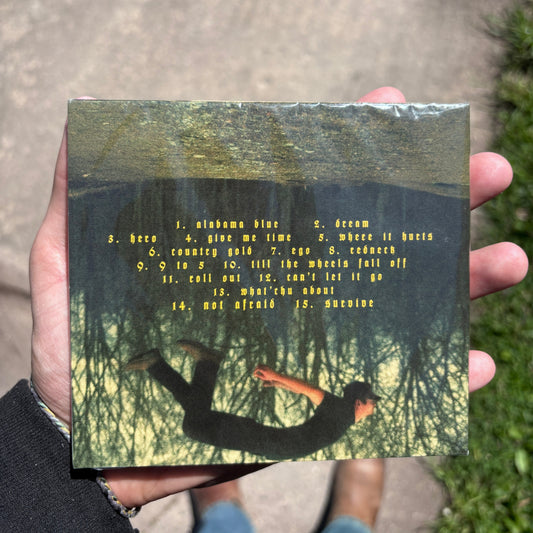 1. alabama blue 2. dream
3. hero 4. give me time 5. where it hurts
6. country gold 7. ego 8. redneck
9. 9 to 5 10. till the wheels fall off
11. roll out 12. can't let it go
13. what'chu about
14. not afraid 15. survive